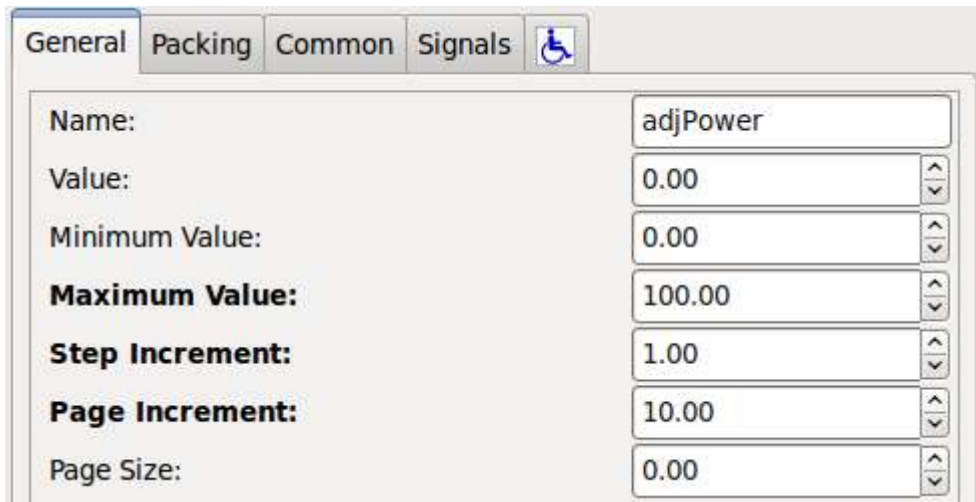 General Packing Common Signals
Name: adjPower
Value: 0.00
Minimum Value: 0.00
Maximum Value: 100.00
Step Increment: 1.00
Page Increment: 10.00
Page Size: 0.00